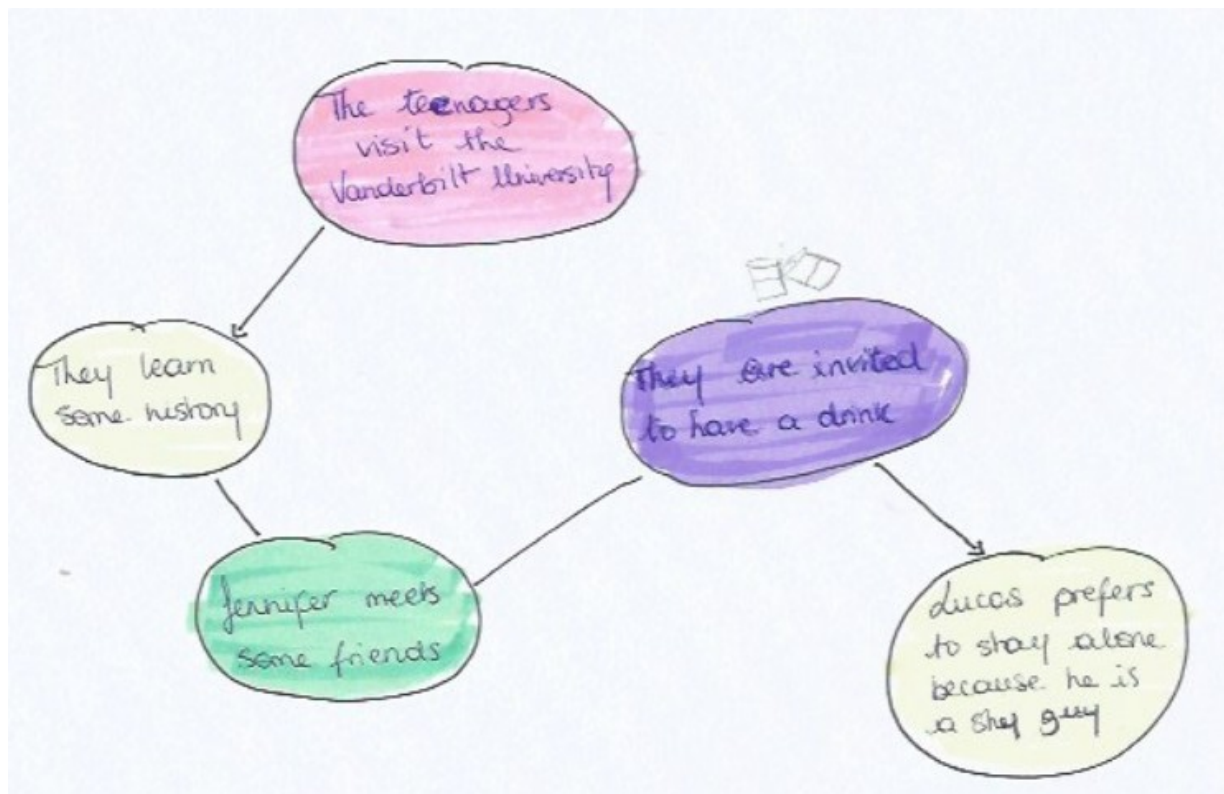 The teenagers
visit the
Vanderbilt University
They learn
some history
Jennifer meets
some friends
They are invited
to have a drink
Lucas prefers
to stay alone
because he is
a shy guy